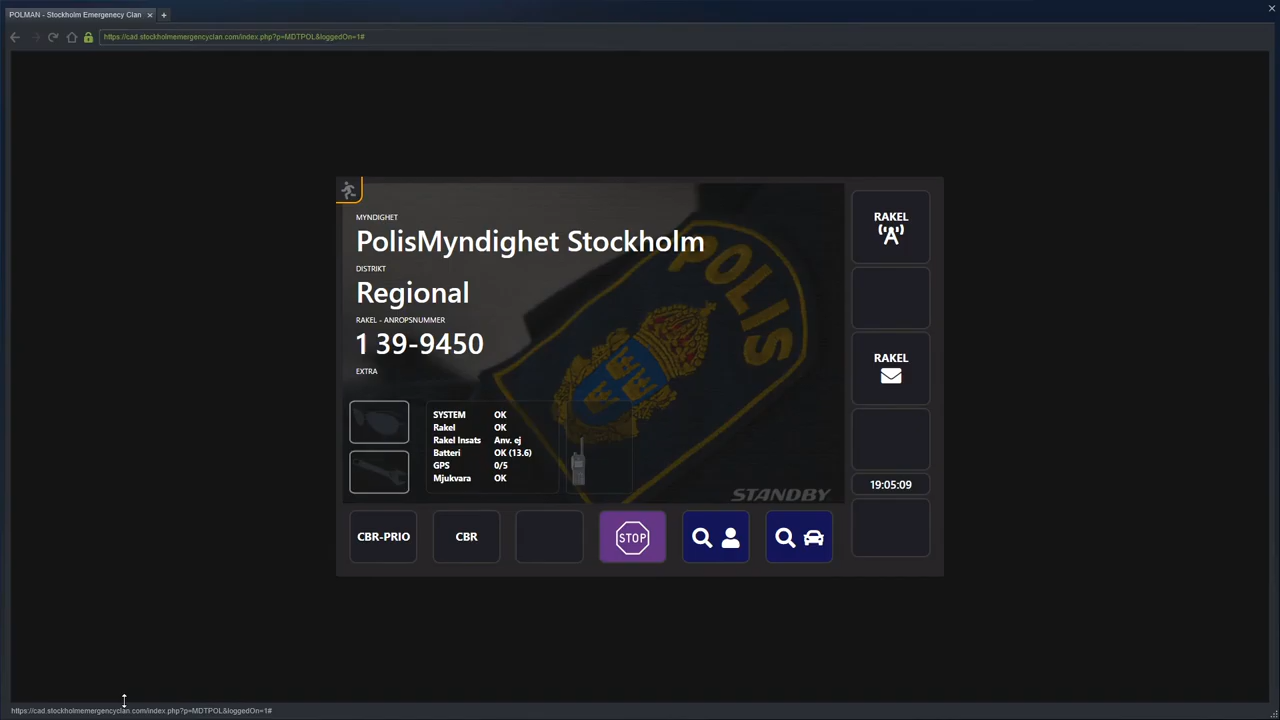 POLMAN - Stockholm Emergenecy Clan
https://cad.stockholmemergencyclan.com/index.php?p=MDTPOL&loggedOn=1#
MYNDIGHET
PolisMyndighet Stockholm
DISTRIKT
Regional
RAKEL - ANROPSNUMMER
1 39-9450
EXTRA
POLIS
SYSTEM OK
Rakel OK
Rakel Insats Anv. ej
Batteri OK (13.6)
GPS 0/5
Mjukvara OK
STANDBY
RAKEL
RAKEL
19:05:09
CBR-PRIO
CBR
STOP
https://cad.stockholmemergencyclan.com/index.php?p=MDTPOL&loggedOn=1#